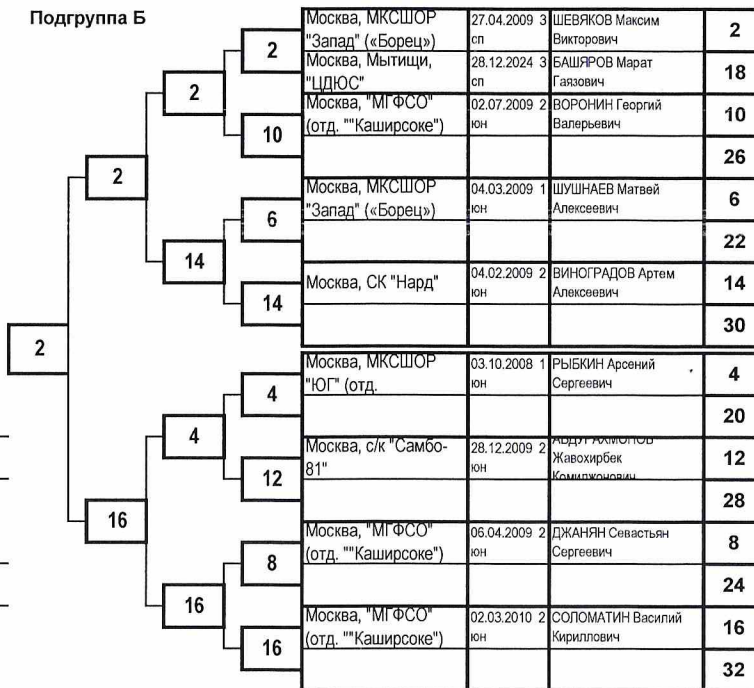 Подгруппа Б
Москва, МКСШОР
"Запад" («Борец»)
27.04.2009 3
сп
ШЕВЯКОВ Максим
Викторович
2
Москва, Мытищи,
"ЦДЮС"
28.12.2024 3
сп
БАШЯРОВ Марат
Гаязович
18
2
Москва, "МГФСО"
(отд. ""Каширсоке")
02.07.2009 2
юн
ВОРОНИН Георгий
Валерьевич
10
26
10
2
Москва, МКСШОР
"Запад" («Борец»)
04.03.2009 1
юн
ШУШНАЕВ Матвей
Алексеевич
6
22
6
Москва, СК "Нард"
04.02.2009 2
юн
ВИНОГРАДОВ Артем
Алексеевич
14
30
14
14
2
2
Москва, МКСШОР
"ЮГ" (отд.
03.10.2008 1
юн
РЫБКИН Арсений
Сергеевич
4
20
4
Москва, с/к "Самбо-
81"
28.12.2009 2
юн
АБДУРАХМОНОВ
Жавохирбек
Комилжонович
12
28
12
4
Москва, "МГФСО"
(отд. ""Каширсоке")
06.04.2009 2
юн
ДЖАНЯН Севастьян
Сергеевич
8
24
8
Москва, "МГФСО"
(отд. ""Каширсоке")
02.03.2010 2
юн
СОЛОМАТИН Василий
Кириллович
16
32
16
16
16